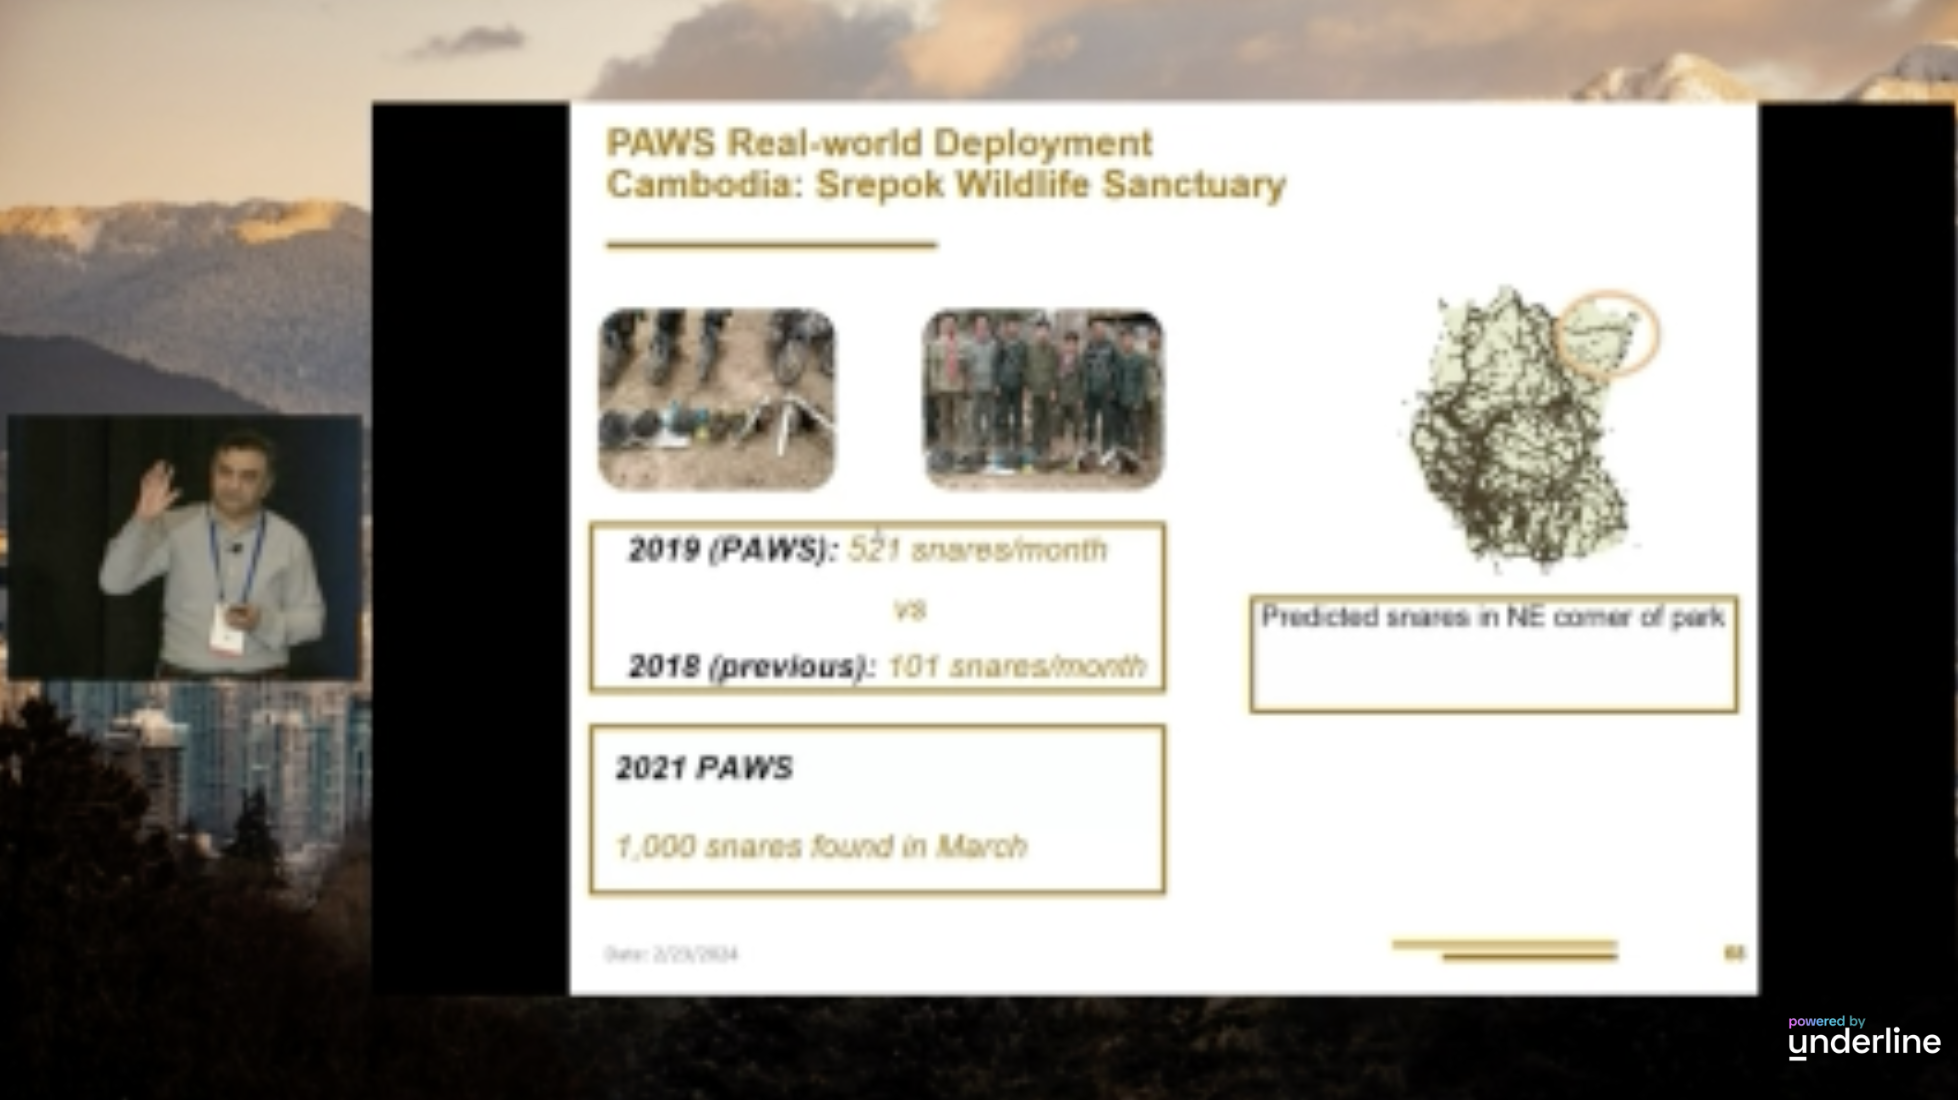 PAWS Real-world Deployment
Cambodia: Srepok Wildlife Sanctuary
2019 (PAWS): 521 snares/month
vs
2018 (previous): 101 snares/month
Predicted snares in NE corner of park
2021 PAWS
1,000 snares found in March
Date: 2/23/2024
powered by
underline